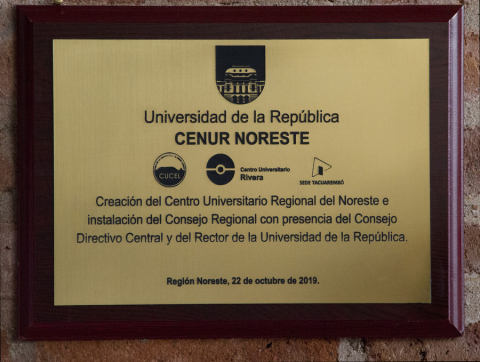 Universidad de la República
CENUR NORESTE
CUCEL
Centro Universitario
Rivera
SEDE TACUAREMBÓ
Creación del Centro Universitario Regional del Noreste e
instalación del Consejo Regional con presencia del Consejo
Directivo Central y del Rector de la Universidad de la República.
Región Noreste, 22 de octubre de 2019.